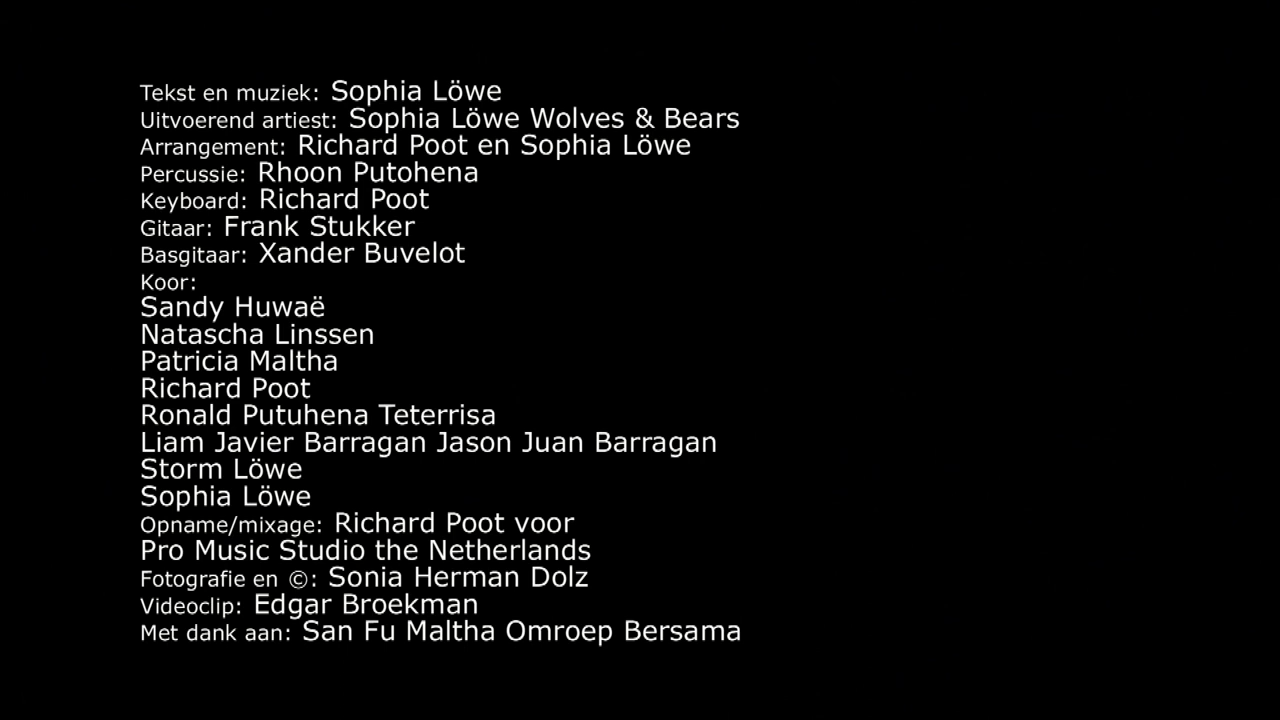 Tekst en muziek: Sophia Löwe
Uitvoerend artiest: Sophia Löwe Wolves & Bears
Arrangement: Richard Poot en Sophia Löwe
Percussie: Rhoon Putohena
Keyboard: Richard Poot
Gitaar: Frank Stukker
Basgitaar: Xander Buvelot
Koor:
Sandy Huwaë
Natascha Linssen
Patricia Maltha
Richard Poot
Ronald Putuhena Teterrisa
Liam Javier Barragan Jason Juan Barragan
Storm Löwe
Sophia Löwe
Opname/mixage: Richard Poot voor
Pro Music Studio the Netherlands
Fotografie en ©: Sonia Herman Dolz
Videoclip: Edgar Broekman
Met dank aan: San Fu Maltha Omroep Bersama